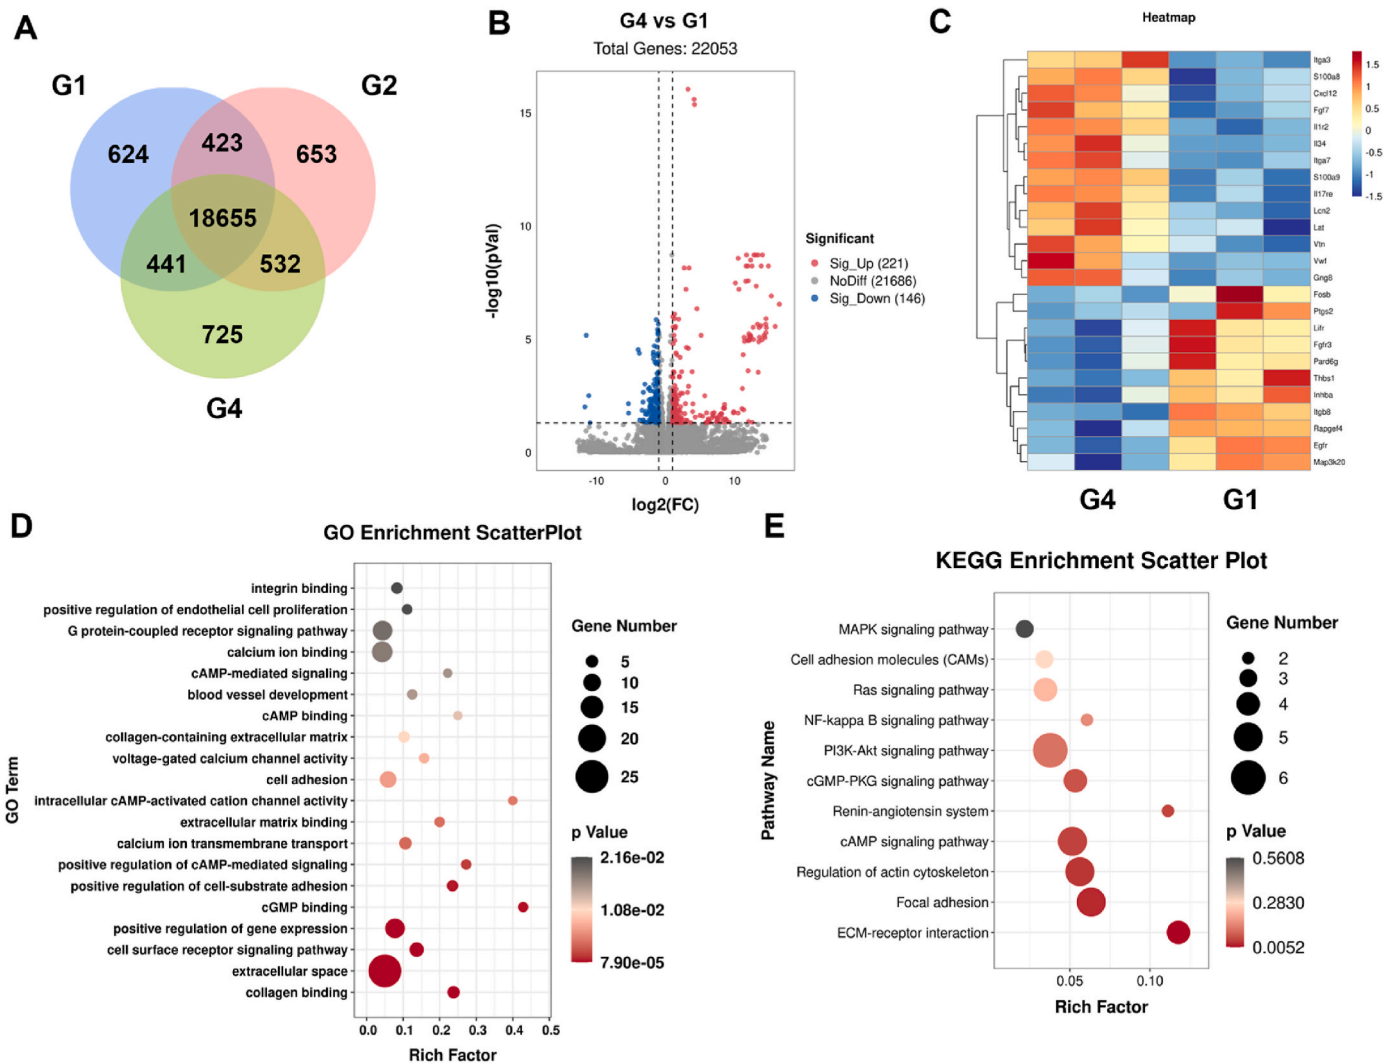 A
G1
G2
624
423
653
18655
441
532
725
G4
B
G4 vs G1
Total Genes: 22053
-log10(pVal)
15
10
5
0
-10
0
10
log2(FC)
Significant
Sig_Up (221)
NoDiff (21686)
Sig_Down (146)
C
Heatmap
Itga3
S100a8
Cxcl12
Fgf7
Il1r2
Il34
Itga7
S100a9
Il17re
Lcn2
Lat
Vtn
Vwf
Gng8
Fosb
Ptgs2
Lifr
Fgfr3
Pard6g
Thbs1
Inhba
Itgb8
Rapgef4
Egfr
Map3k20
1.5
1
0.5
0
-0.5
-1
-1.5
G4
G1
D
GO Enrichment ScatterPlot
GO Term
integrin binding
positive regulation of endothelial cell proliferation
G protein-coupled receptor signaling pathway
calcium ion binding
cAMP-mediated signaling
blood vessel development
cAMP binding
collagen-containing extracellular matrix
voltage-gated calcium channel activity
cell adhesion
intracellular cAMP-activated cation channel activity
extracellular matrix binding
calcium ion transmembrane transport
positive regulation of cAMP-mediated signaling
positive regulation of cell-substrate adhesion
cGMP binding
positive regulation of gene expression
cell surface receptor signaling pathway
extracellular space
collagen binding
0.0
0.1
0.2
0.3
0.4
0.5
Rich Factor
Gene Number
5
10
15
20
25
p Value
2.16e-02
1.08e-02
7.90e-05
E
KEGG Enrichment Scatter Plot
Pathway Name
MAPK signaling pathway
Cell adhesion molecules (CAMs)
Ras signaling pathway
NF-kappa B signaling pathway
PI3K-Akt signaling pathway
cGMP-PKG signaling pathway
Renin-angiotensin system
cAMP signaling pathway
Regulation of actin cytoskeleton
Focal adhesion
ECM-receptor interaction
0.05
0.10
Rich Factor
Gene Number
2
3
4
5
6
p Value
0.5608
0.2830
0.0052